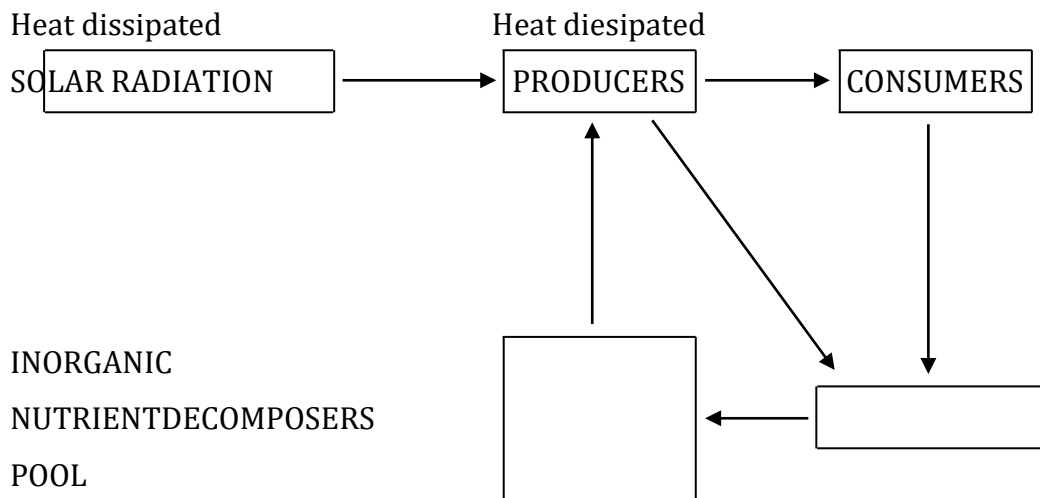 Heat dissipated Heat diesipated
SOLAR RADIATION PRODUCERS CONSUMERS
INORGANIC
NUTRIENTDECOMPOSERS
POOL